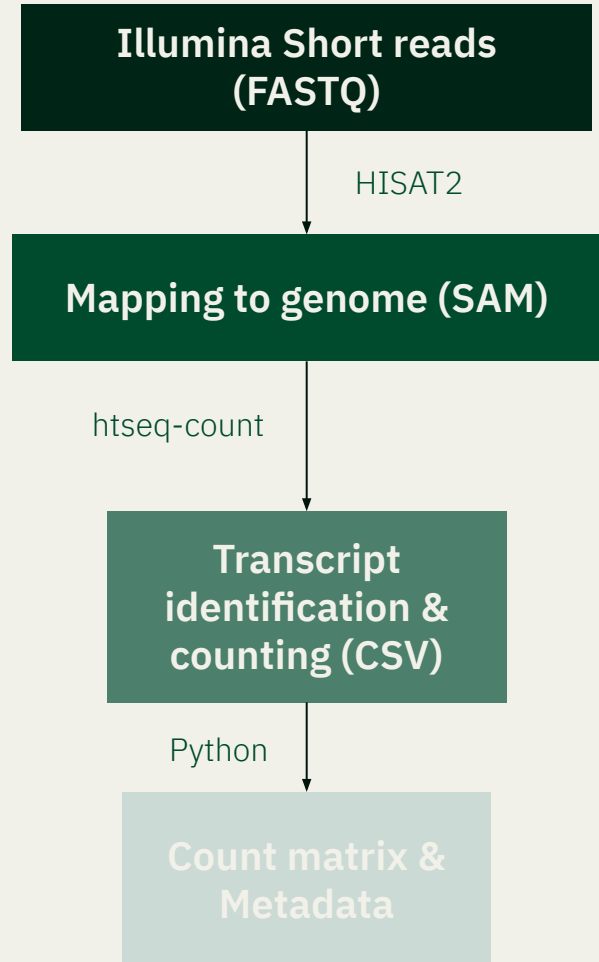 Illumina Short reads
(FASTQ)
HISAT2
Mapping to genome (SAM)
htseq-count
Transcript
identification &
counting (CSV)
Python
Count matrix &
Metadata